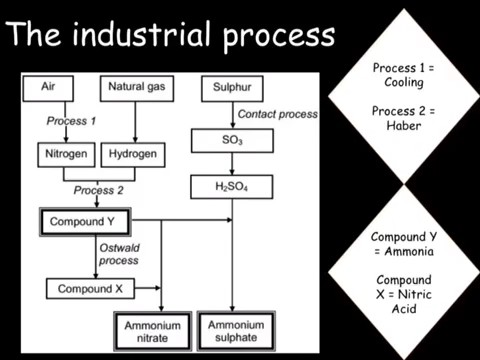 The industrial process
Air
Natural gas
Sulphur
Process 1
Contact process
Nitrogen
Hydrogen
SO₃
Process 2
H₂SO₄
Compound Y
Ostwald
process
Compound X
Ammonium
nitrate
Ammonium
sulphate
Process 1 =
Cooling
Process 2 =
Haber
Compound Y
= Ammonia
Compound
X = Nitric
Acid